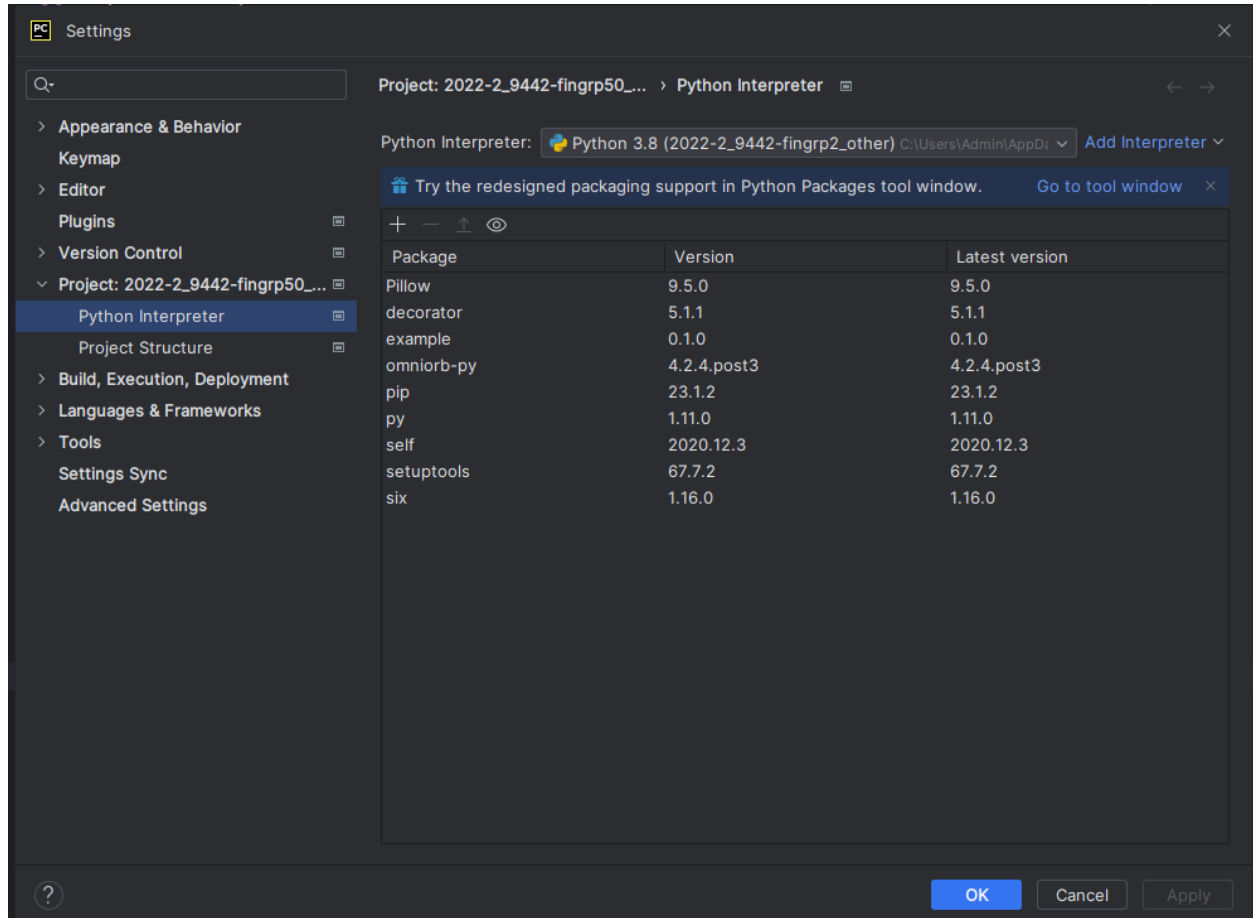 PC Settings
Project: 2022-2_9442-fingrp50_... › Python Interpreter
Appearance & Behavior
Keymap
Editor
Plugins
Version Control
Project: 2022-2_9442-fingrp50_...
Python Interpreter
Project Structure
Build, Execution, Deployment
Languages & Frameworks
Tools
Settings Sync
Advanced Settings
Python Interpreter: Python 3.8 (2022-2_9442-fingrp2_other) C:\Users\Admin\AppDa Add Interpreter
Try the redesigned packaging support in Python Packages tool window. Go to tool window
Package Version Latest version
Pillow 9.5.0 9.5.0
decorator 5.1.1 5.1.1
example 0.1.0 0.1.0
omniorb-py 4.2.4.post3 4.2.4.post3
pip 23.1.2 23.1.2
py 1.11.0 1.11.0
self 2020.12.3 2020.12.3
setuptools 67.7.2 67.7.2
six 1.16.0 1.16.0
? OK Cancel Apply